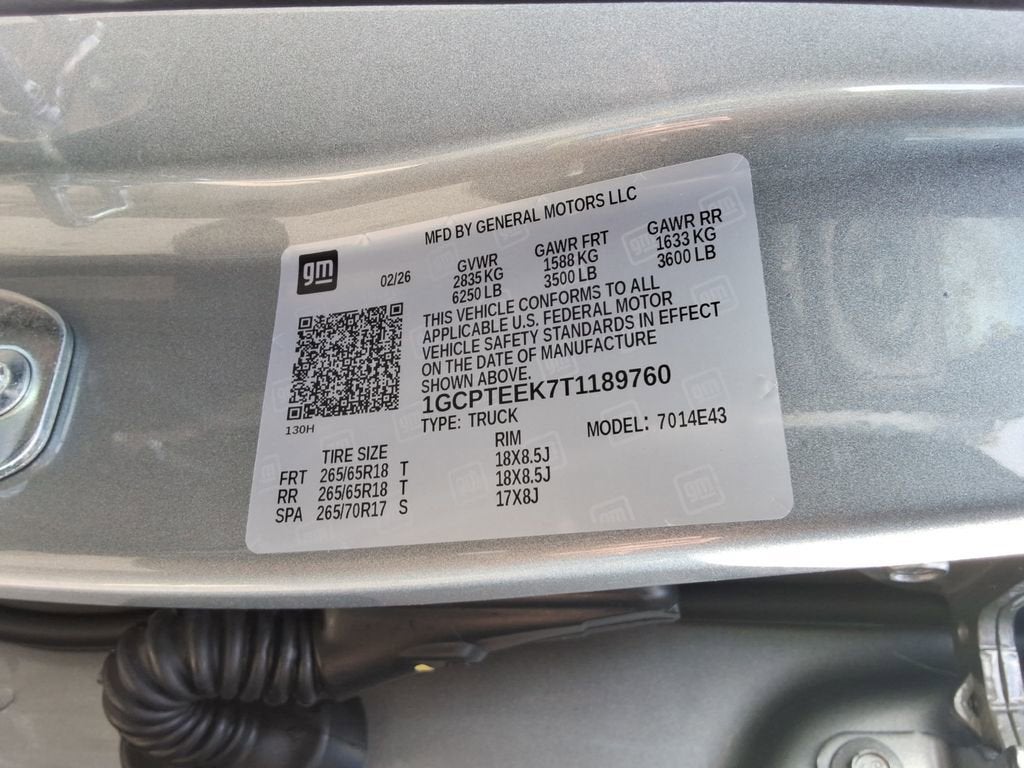 MFD BY GENERAL MOTORS LLC
gm
02/26
GVWR GAWR FRT GAWR RR
2835 KG 1588 KG 1633 KG
6250 LB 3500 LB 3600 LB
THIS VEHICLE CONFORMS TO ALL
APPLICABLE U.S. FEDERAL MOTOR
VEHICLE SAFETY STANDARDS IN EFFECT
ON THE DATE OF MANUFACTURE
SHOWN ABOVE.
1GCPTEEK7T1189760
130H
TYPE: TRUCK MODEL: 7014E43
TIRE SIZE RIM
FRT 265/65R18 T 18X8.5J
RR 265/65R18 T 18X8.5J
SPA 265/70R17 S 17X8J